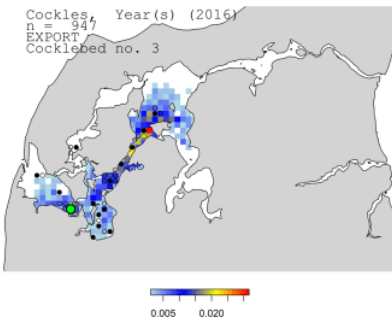 Cockles, Year(s) (2016)
n = 947
EXPORT
Cocklebed no. 3
0.005 0.020